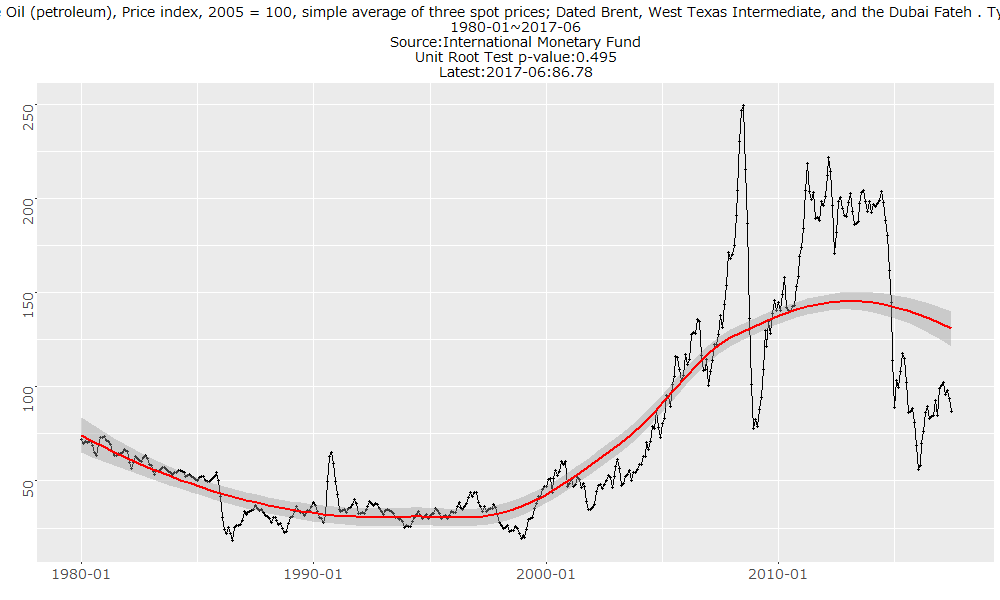 Oil (petroleum), Price index, 2005 = 100, simple average of three spot prices; Dated Brent, West Texas Intermediate, and the Dubai Fateh . Ty
1980-01~2017-06
Source:International Monetary Fund
Unit Root Test p-value:0.495
Latest:2017-06:86.78
250
200
150
100
50
1980-01
1990-01
2000-01
2010-01